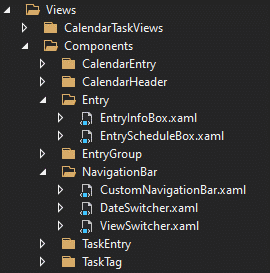 Views
CalendarTaskViews
Components
CalendarEntry
CalendarHeader
Entry
EntryInfoBox.xaml
EntryScheduleBox.xaml
EntryGroup
NavigationBar
CustomNavigationBar.xaml
DateSwitcher.xaml
ViewSwitcher.xaml
TaskEntry
TaskTag